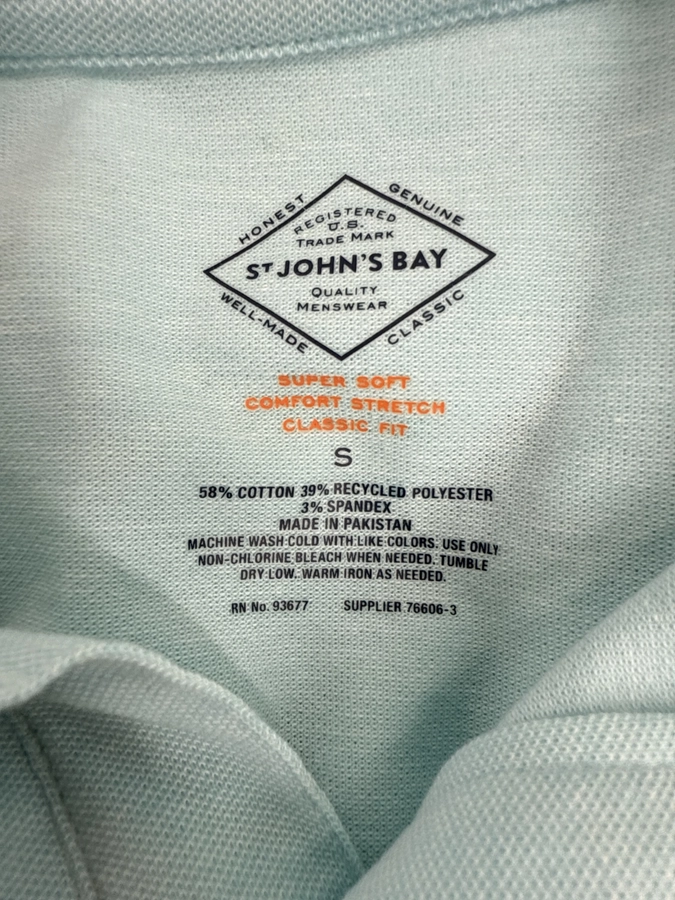 HONEST
GENUINE
REGISTERED
U.S.
TRADE MARK
ST JOHN'S BAY
QUALITY
MENSWEAR
WELL-MADE
CLASSIC
SUPER SOFT
COMFORT STRETCH
CLASSIC FIT
S
58% COTTON 39% RECYCLED POLYESTER
3% SPANDEX
MADE IN PAKISTAN
MACHINE WASH COLD WITH LIKE COLORS. USE ONLY
NON-CHLORINE BLEACH WHEN NEEDED. TUMBLE
DRY LOW. WARM IRON AS NEEDED.
RN No. 93677 SUPPLIER 76606-3